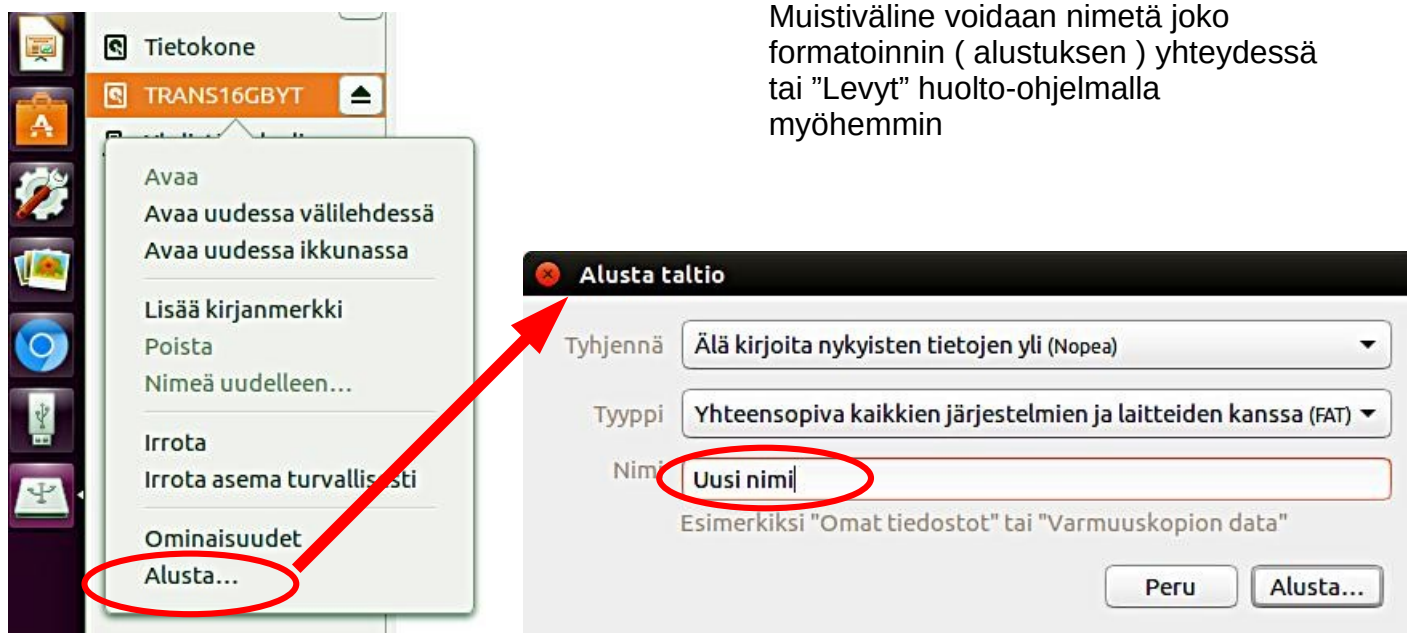 Muistiväline voidaan nimetä joko
formatoinnin ( alustuksen ) yhteydessä
tai ”Levyt” huolto-ohjelmalla
myöhemmin
Tietokone
TRANS16GBYT
Avaa
Avaa uudessa välilehdessä
Avaa uudessa ikkunassa
Lisää kirjanmerkki
Poista
Nimeä uudelleen...
Irrota
Irrota asema turvallisesti
Ominaisuudet
Alusta...
Alusta taltio
Tyhjennä Älä kirjoita nykyisten tietojen yli (Nopea)
Tyyppi Yhteensopiva kaikkien järjestelmien ja laitteiden kanssa (FAT)
Nimi Uusi nimi
Esimerkiksi "Omat tiedostot" tai "Varmuuskopion data"
Peru Alusta...